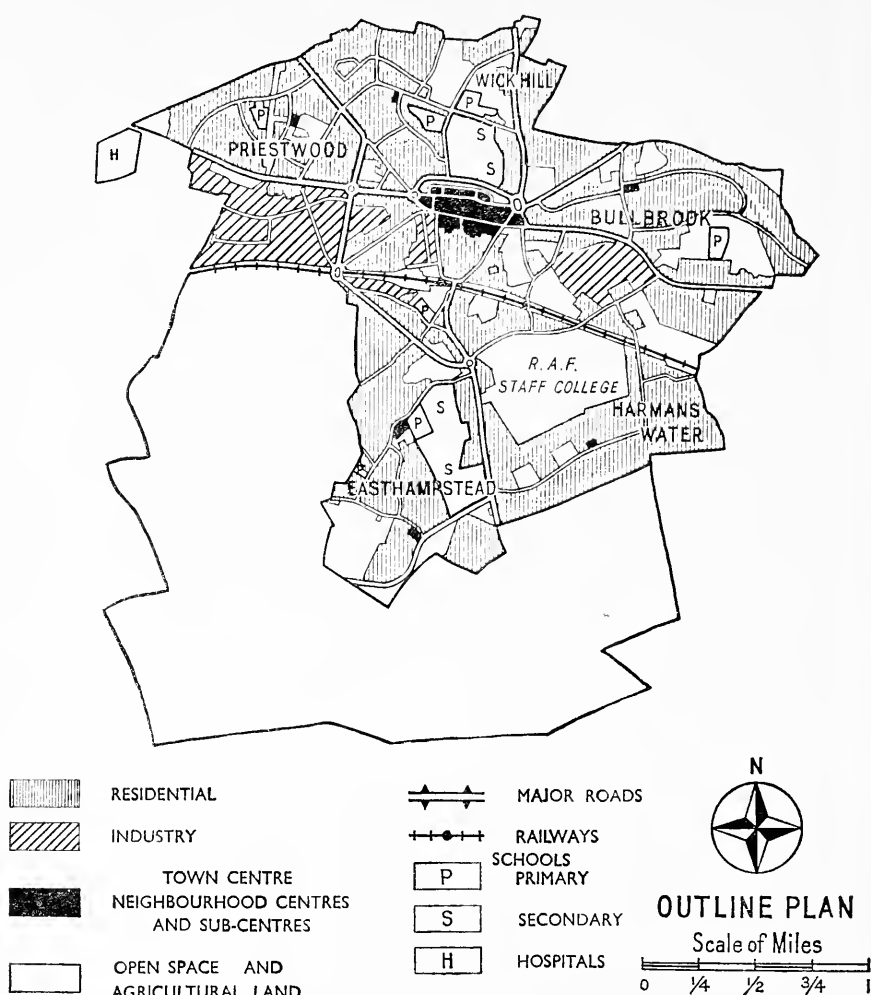 WICK HILL
P
P
P
S
S
H
PRIESTWOOD
BULLBROOK
P
P
R.A.F.
STAFF COLLEGE
HARMANS
WATER
S
P
S
EASTHAMPSTEAD
RESIDENTIAL
INDUSTRY
TOWN CENTRE
NEIGHBOURHOOD CENTRES
AND SUB-CENTRES
OPEN SPACE AND
AGRICULTURAL LAND
MAJOR ROADS
RAILWAYS
SCHOOLS
P PRIMARY
S SECONDARY
H HOSPITALS
N
OUTLINE PLAN
Scale of Miles
0 1/4 1/2 3/4 1